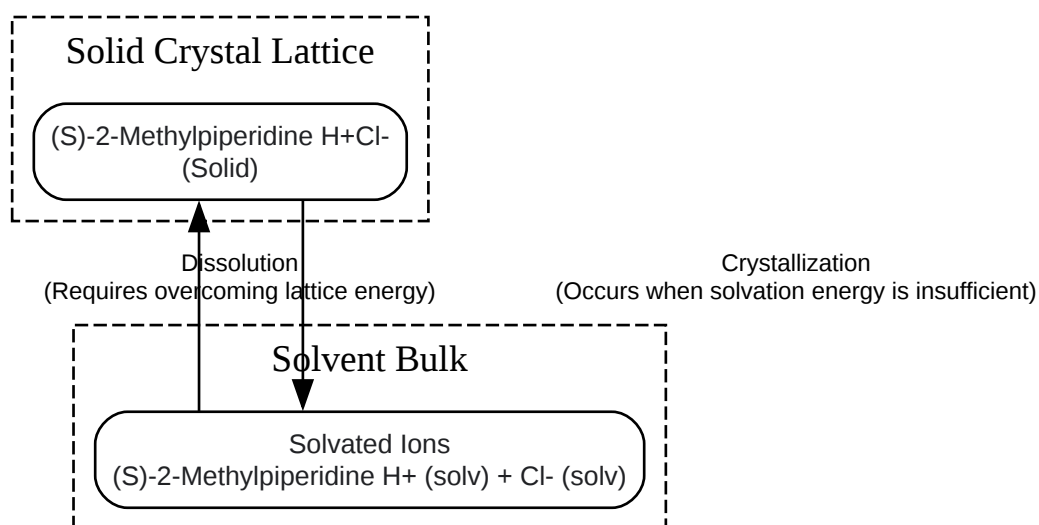 Solid Crystal Lattice
(S)-2-Methylpiperidine H+Cl-
(Solid)
Dissolution
(Requires overcoming lattice energy)
Crystallization
(Occurs when solvation energy is insufficient)
Solvent Bulk
Solvated Ions
(S)-2-Methylpiperidine H+ (solv) + Cl- (solv)